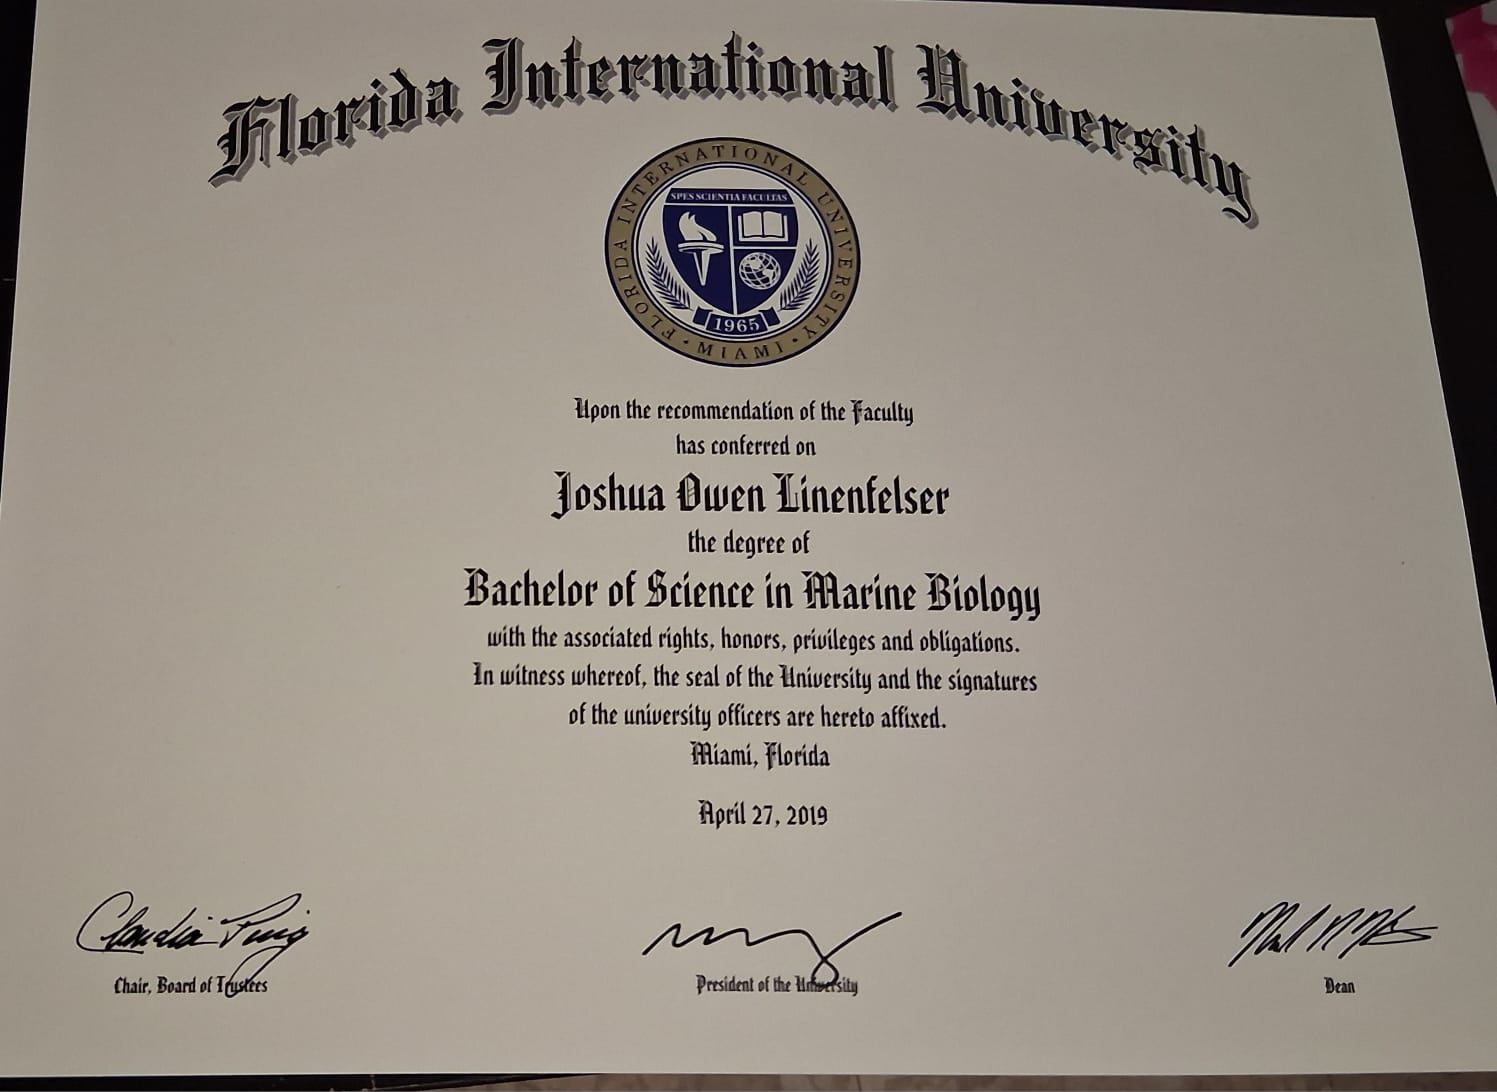 Florida International University
FLORIDA INTERNATIONAL UNIVERSITY
SPES SCIENTIA FACULTAS
1965
• MIAMI •
Upon the recommendation of the Faculty
has conferred on
Joshua Owen Linenfelser
the degree of
Bachelor of Science in Marine Biology
with the associated rights, honors, privileges and obligations.
In witness whereof, the seal of the University and the signatures
of the university officers are hereto affixed.
Miami, Florida
April 27, 2019
Claudia Puig
Chair, Board of Trustees
President of the University
Dean